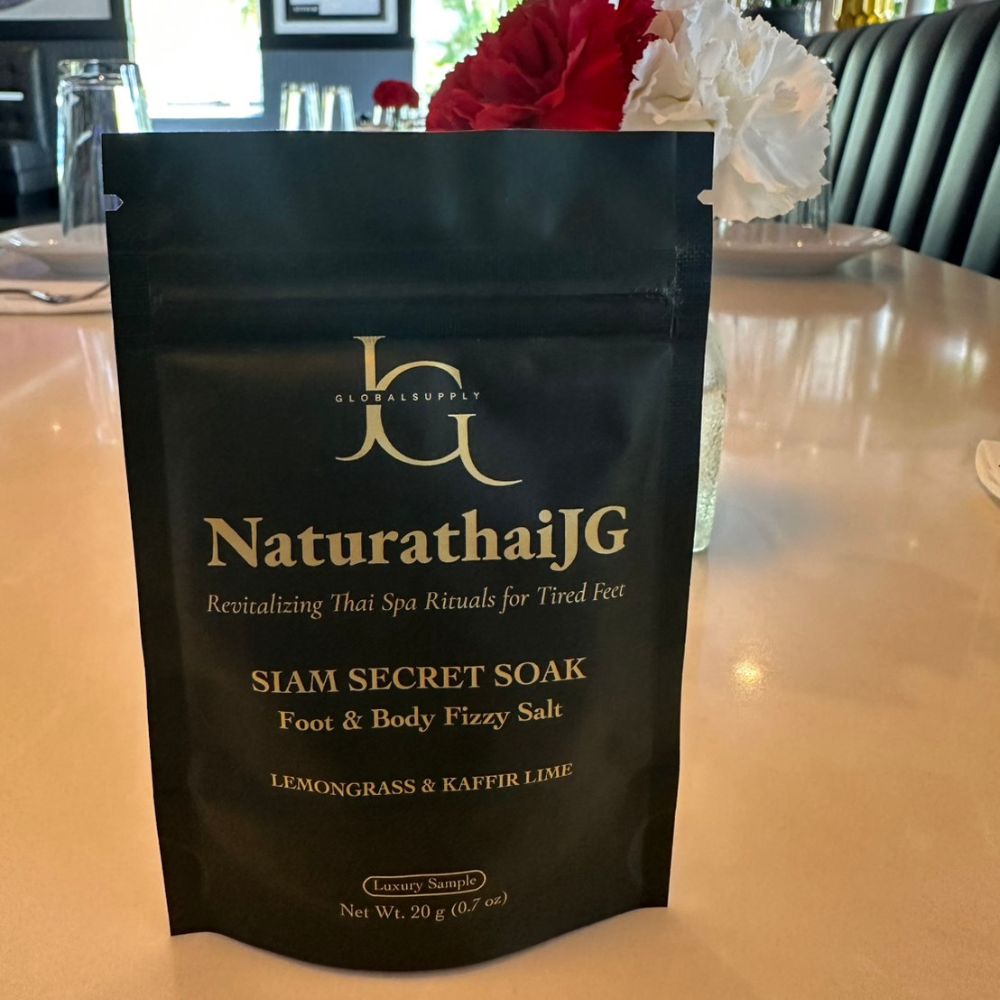 JG
GLOBALSUPPLY
NaturathaiJG
Revitalizing Thai Spa Rituals for Tired Feet
SIAM SECRET SOAK
Foot & Body Fizzy Salt
LEMONGRASS & KAFFIR LIME
Luxury Sample
Net Wt. 20 g (0.7 oz)